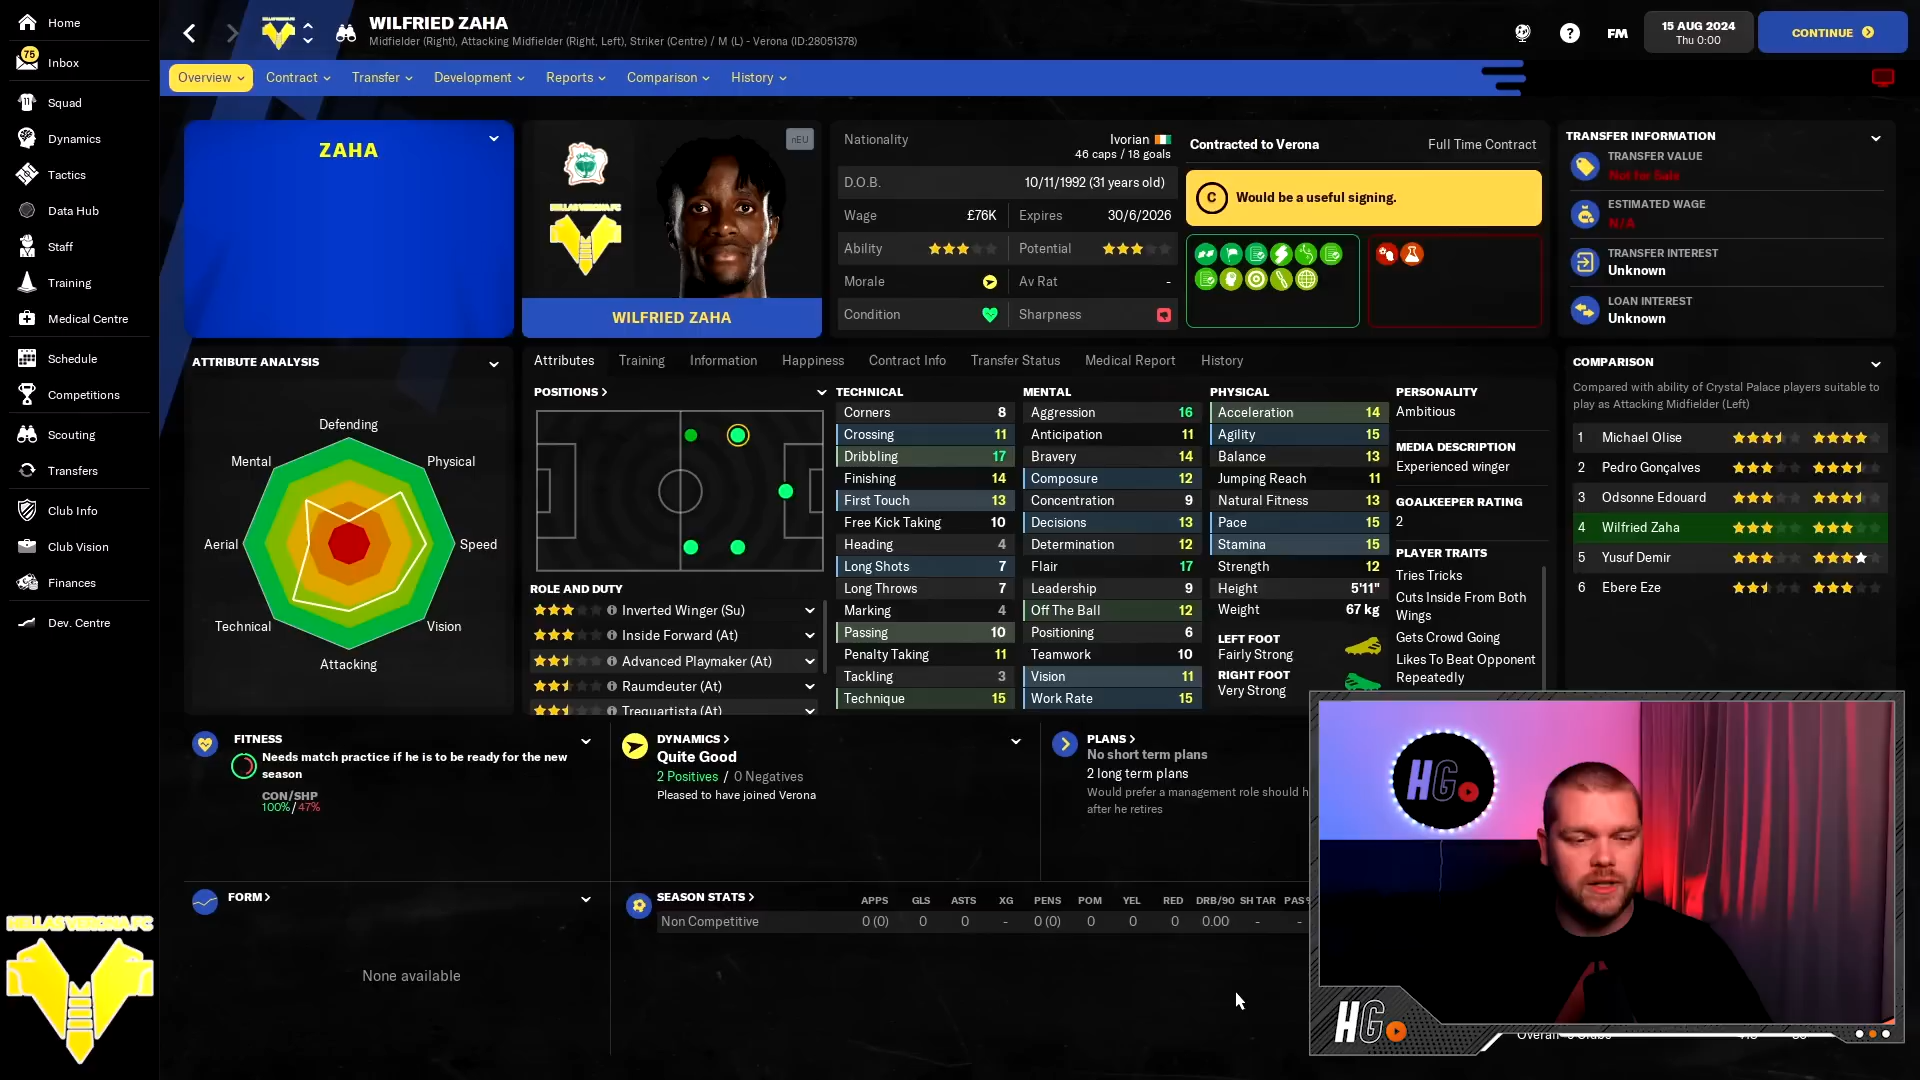 Home
75
Inbox
Squad
Dynamics
Tactics
Data Hub
Staff
Training
Medical Centre
Schedule
Competitions
Scouting
Transfers
Club Info
Club Vision
Finances
Dev. Centre
HELLAS VERONA FC
WILFRIED ZAHA
Midfielder (Right), Attacking Midfielder (Right, Left), Striker (Centre) / M (L) - Verona (ID:28051378)
?
FM
15 AUG 2024
Thu 0:00
CONTINUE
Overview
Contract
Transfer
Development
Reports
Comparison
History
ZAHA
nEU
WILFRIED ZAHA
Nationality
Ivorian
46 caps / 18 goals
D.O.B.
10/11/1992 (31 years old)
Wage £76K Expires 30/6/2026
Ability Potential
Morale Av Rat -
Condition Sharpness
Contracted to Verona Full Time Contract
C Would be a useful signing.
TRANSFER INFORMATION
TRANSFER VALUE
Not for Sale
ESTIMATED WAGE
N/A
TRANSFER INTEREST
Unknown
LOAN INTEREST
Unknown
ATTRIBUTE ANALYSIS
Defending
Mental
Physical
Aerial
Speed
Technical
Vision
Attacking
Attributes Training Information Happiness Contract Info Transfer Status Medical Report History
POSITIONS >
ROLE AND DUTY
Inverted Winger (Su)
Inside Forward (At)
Advanced Playmaker (At)
Raumdeuter (At)
Trequartista (At)
TECHNICAL
Corners 8
Crossing 11
Dribbling 17
Finishing 14
First Touch 13
Free Kick Taking 10
Heading 4
Long Shots 7
Long Throws 7
Marking 4
Passing 10
Penalty Taking 11
Tackling 3
Technique 15
MENTAL
Aggression 16
Anticipation 11
Bravery 14
Composure 12
Concentration 9
Decisions 13
Determination 12
Flair 17
Leadership 9
Off The Ball 12
Positioning 6
Teamwork 10
Vision 11
Work Rate 15
PHYSICAL
Acceleration 14
Agility 15
Balance 13
Jumping Reach 11
Natural Fitness 13
Pace 15
Stamina 15
Strength 12
Height 5'11"
Weight 67 kg
LEFT FOOT
Fairly Strong
RIGHT FOOT
Very Strong
PERSONALITY
Ambitious
MEDIA DESCRIPTION
Experienced winger
GOALKEEPER RATING
2
PLAYER TRAITS
Tries Tricks
Cuts Inside From Both
Wings
Gets Crowd Going
Likes To Beat Opponent
Repeatedly
COMPARISON
Compared with ability of Crystal Palace players suitable to
play as Attacking Midfielder (Left)
1 Michael Olise
2 Pedro Gonçalves
3 Odsonne Edouard
4 Wilfried Zaha
5 Yusuf Demir
6 Ebere Eze
FITNESS
Needs match practice if he is to be ready for the new
season
CON/SHP
100% / 47%
DYNAMICS >
Quite Good
2 Positives / 0 Negatives
Pleased to have joined Verona
PLANS >
No short term plans
2 long term plans
Would prefer a management role should h
after he retires
FORM >
None available
SEASON STATS > APPS GLS ASTS XG PENS POM YEL RED DRB/90 SH TAR PAS
Non Competitive 0 (0) 0 0 - 0 (0) 0 0 0 0.00 - -
HG
HG